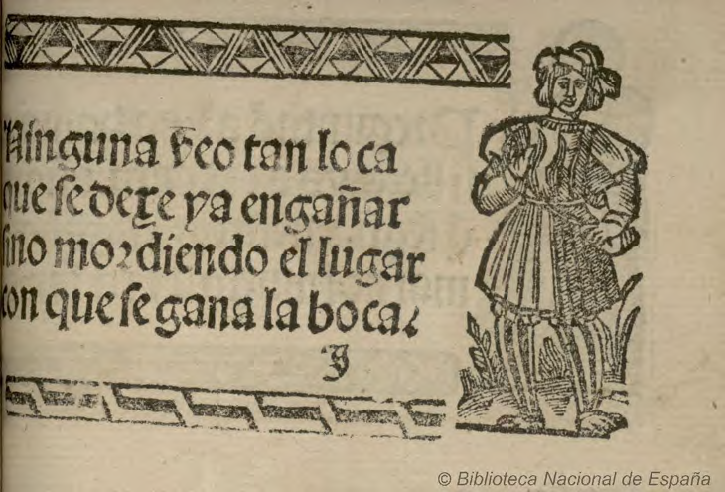 Ninguna veo tan loca
que se dexe ya engañar
sino mordiendo el lugar
con que se gana la boca.
© Biblioteca Nacional de España